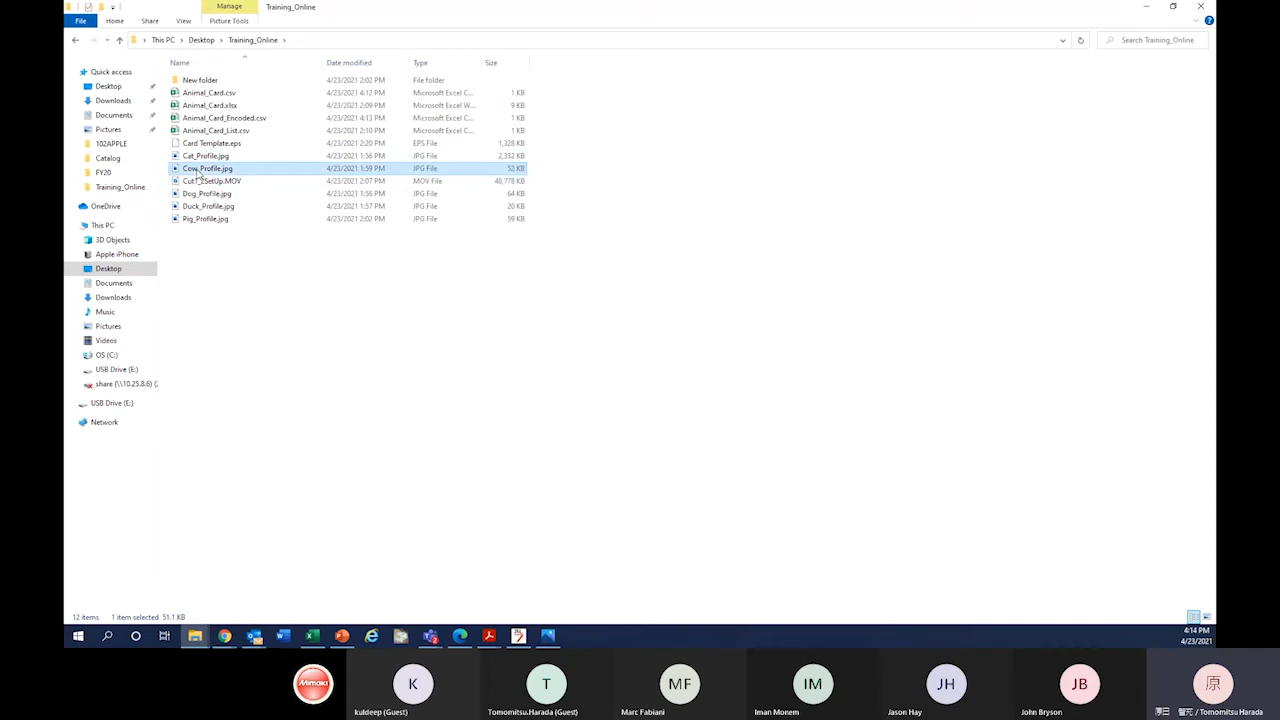 Manage
Training_Online
File
Home
Share
View
Picture Tools
This PC
Desktop
Training_Online
Search Training_Online
Name
Date modified
Type
Size
Quick access
Desktop
Downloads
Documents
Pictures
102APPLE
Catalog
FY20
Training_Online
OneDrive
This PC
3D Objects
Apple iPhone
Desktop
Documents
Downloads
Music
Pictures
Videos
OS (C:)
USB Drive (E:)
share (\\10.25.8.6) (
USB Drive (E:)
Network
New folder 4/23/2021 2:02 PM File folder
Animal_Card.csv 4/23/2021 4:12 PM Microsoft Excel C... 1 KB
Animal_Card.xlsx 4/23/2021 2:09 PM Microsoft Excel W... 9 KB
Animal_Card_Encoded.csv 4/23/2021 4:13 PM Microsoft Excel C... 1 KB
Animal_Card_List.csv 4/23/2021 2:10 PM Microsoft Excel C... 1 KB
Card Template.eps 4/23/2021 2:20 PM EPS File 1,328 KB
Cat_Profile.jpg 4/23/2021 1:56 PM JPG File 2,332 KB
Cow_Profile.jpg 4/23/2021 1:59 PM JPG File 52 KB
Cut1_2SetUp.MOV 4/23/2021 2:07 PM MOV File 48,778 KB
Dog_Profile.jpg 4/23/2021 1:56 PM JPG File 64 KB
Duck_Profile.jpg 4/23/2021 1:57 PM JPG File 20 KB
Pig_Profile.jpg 4/23/2021 2:02 PM JPG File 59 KB
12 items
1 item selected 51.1 KB
4:14 PM
4/23/2021
Mimaki
K
T
MF
IM
JH
JB
原
kuldeep (Guest)
Tomomitsu.Harada (Guest)
Marc Fabiani
Iman Monem
Jason Hay
John Bryson
/ Tomomitsu Harada